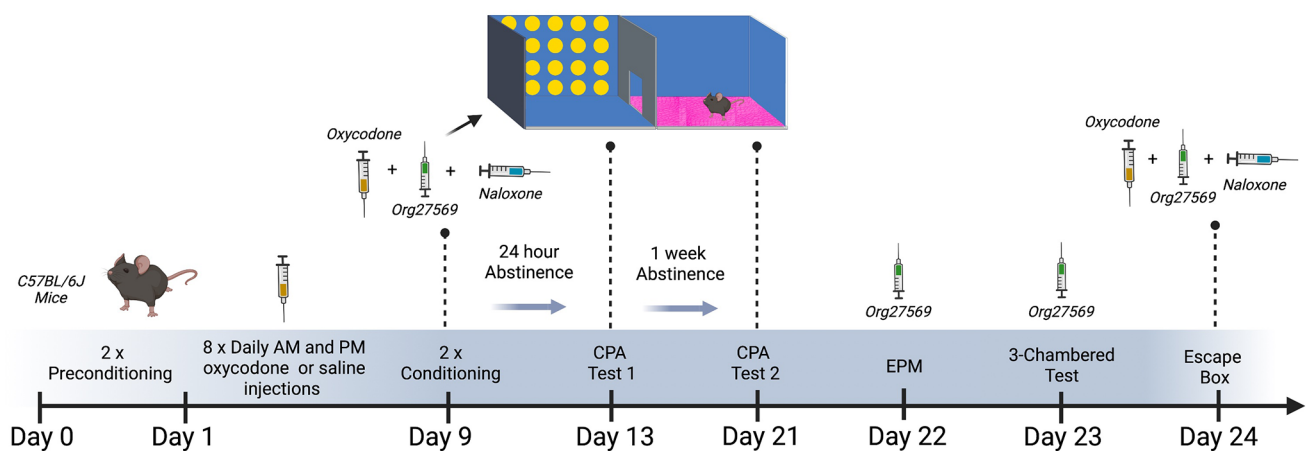 Oxycodone
+
+
Naloxone
Org27569
Oxycodone
+
+
Naloxone
Org27569
C57BL/6J
Mice
24 hour
Abstinence
1 week
Abstinence
Org27569
Org27569
2 x
Preconditioning
8 x Daily AM and PM
oxycodone or saline
injections
2 x
Conditioning
CPA
Test 1
CPA
Test 2
EPM
3-Chambered
Test
Escape
Box
Day 0
Day 1
Day 9
Day 13
Day 21
Day 22
Day 23
Day 24